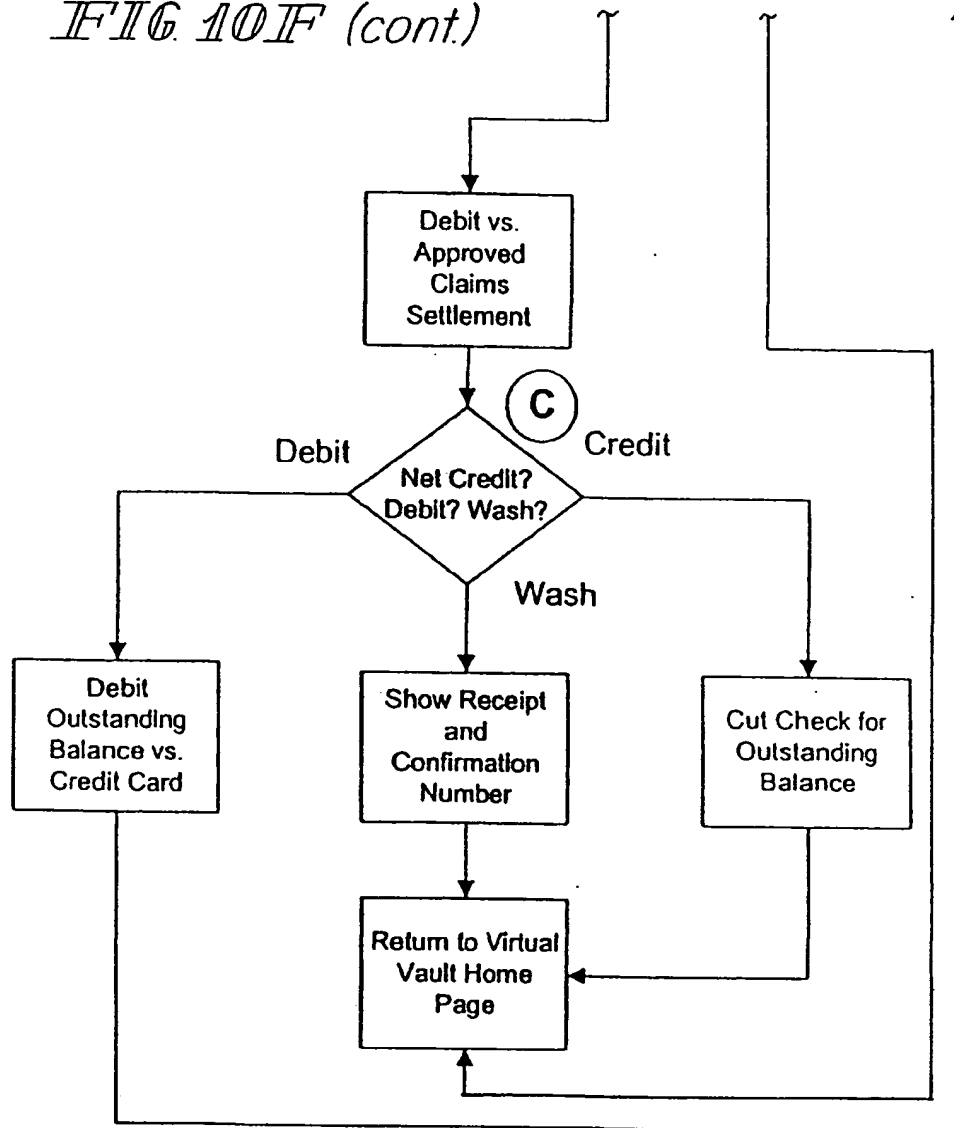 FIG. 10F (cont.)
Debit vs.
Approved
Claims
Settlement
C
Debit
Credit
Net Credit?
Debit? Wash?
Wash
Debit
Outstanding
Balance vs.
Credit Card
Show Receipt
and
Confirmation
Number
Cut Check for
Outstanding
Balance
Return to Virtual
Vault Home
Page